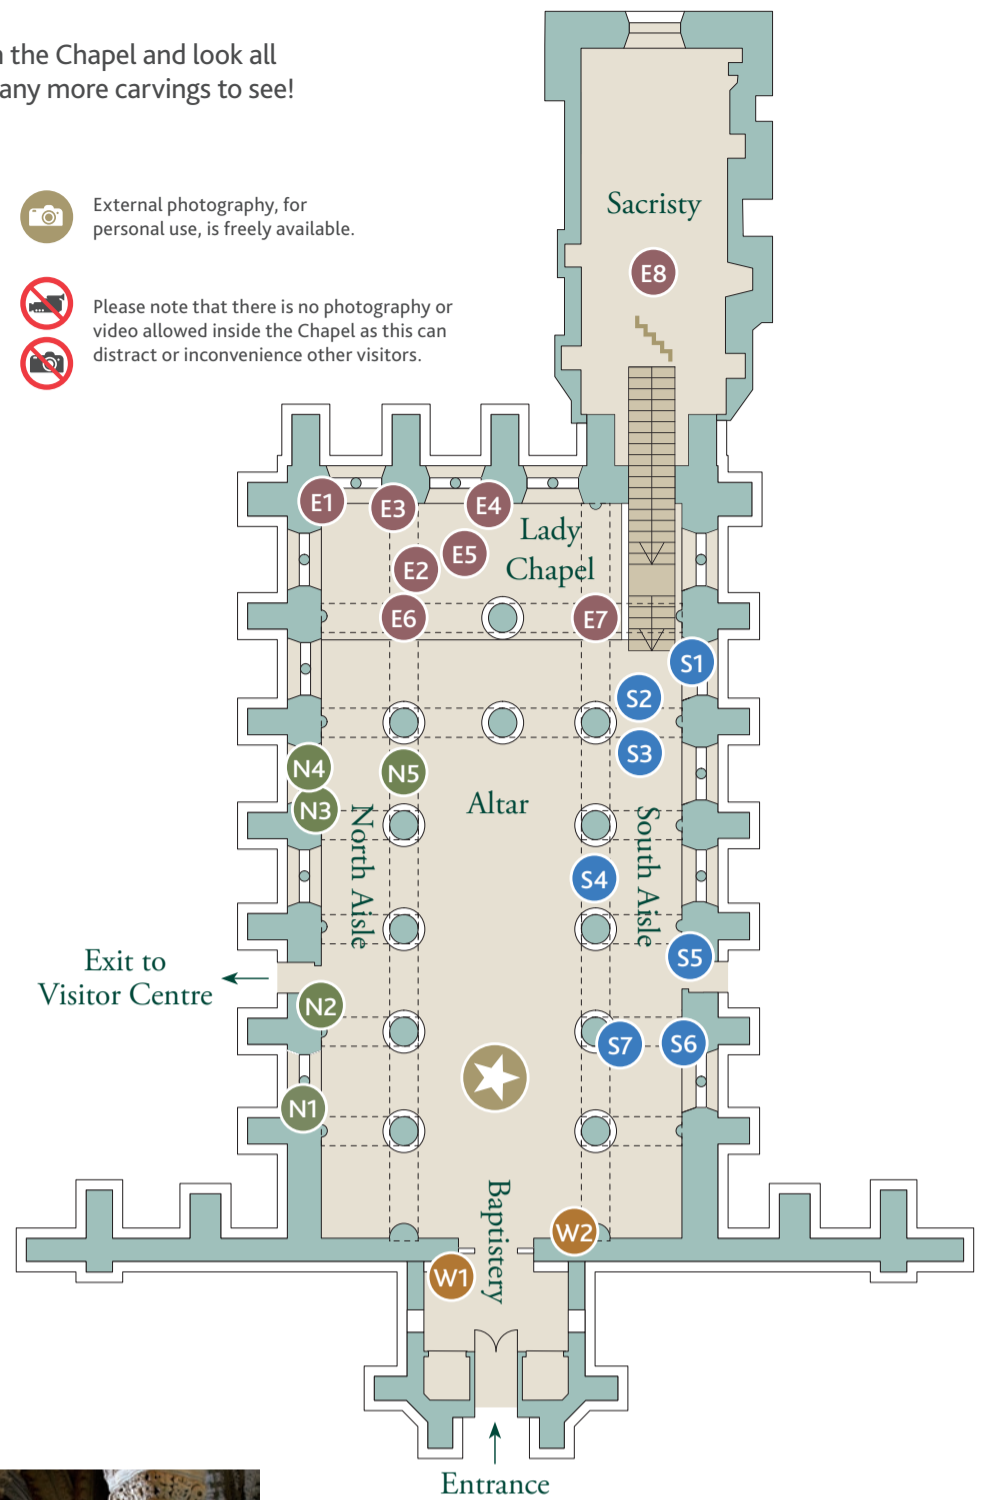 n the Chapel and look all
any more carvings to see!
External photography, for
personal use, is freely available.
Please note that there is no photography or
video allowed inside the Chapel as this can
distract or inconvenience other visitors.
Sacristy
E8
E1
E3
E4
Lady
Chapel
E5
E2
E6
E7
S1
S2
S3
N4
N5
N3
Altar
North Aisle
South Aisle
S4
S5
Exit to
Visitor Centre
N2
S7
S6
N1
Baptistery
W2
W1
Entrance